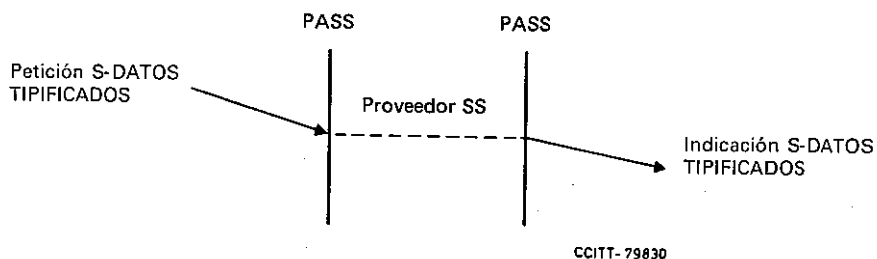 PASS PASS
Petición S-DATOS
TIPIFICADOS
Proveedor SS
Indicación S-DATOS
TIPIFICADOS
CCITT-79830